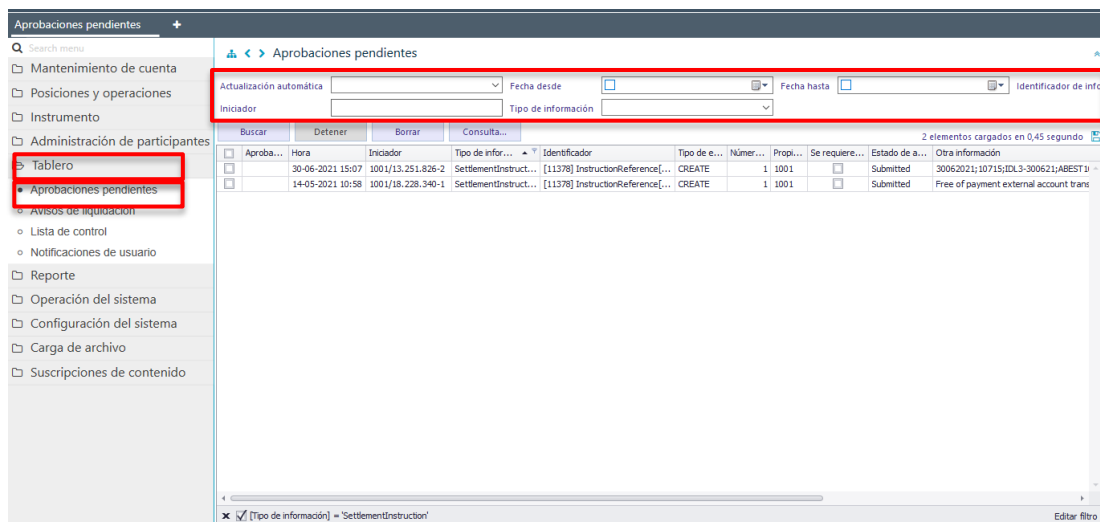 Aprobaciones pendientes +
Search menu
Mantenimiento de cuenta
Posiciones y operaciones
Instrumento
Administración de participantes
Tablero
Aprobaciones pendientes
Avisos de liquidación
Lista de control
Notificaciones de usuario
Reporte
Operación del sistema
Configuración del sistema
Carga de archivo
Suscripciones de contenido
Aprobaciones pendientes
Actualización automática Fecha desde Fecha hasta Identificador de info
Iniciador Tipo de información
Buscar Detener Borrar Consulta...
2 elementos cargados en 0,45 segundo
Aproba... Hora Iniciador Tipo de infor... Identificador Tipo de e... Númer... Propi... Se requiere... Estado de a... Otra información
30-06-2021 15:07 1001/13.251.826-2 SettlementInstruct... [11378] InstructionReference[... CREATE 1 1001 Submitted 30062021;10715;IDL3-300621;ABEST1
14-05-2021 10:58 1001/18.228.340-1 SettlementInstruct... [11378] InstructionReference[... CREATE 1 1001 Submitted Free of payment external account trans
[Tipo de información] = 'SettlementInstruction' Editar filtro